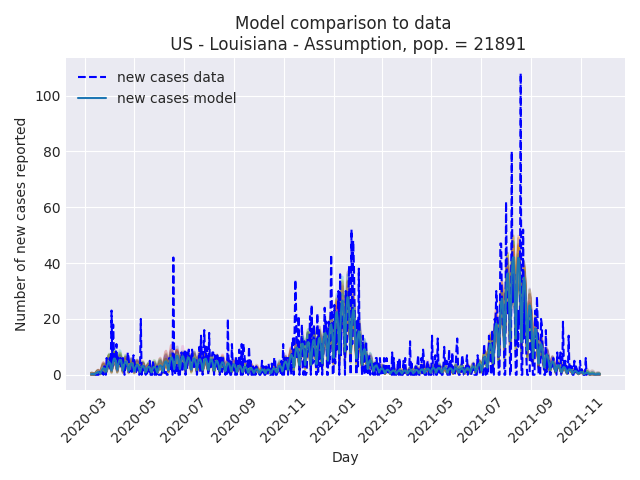 Model comparison to data
US - Louisiana - Assumption, pop. = 21891
new cases data
new cases model
Number of new cases reported
100
80
60
40
20
0
2020-03
2020-05
2020-07
2020-09
2020-11
2021-01
2021-03
2021-05
2021-07
2021-09
2021-11
Day